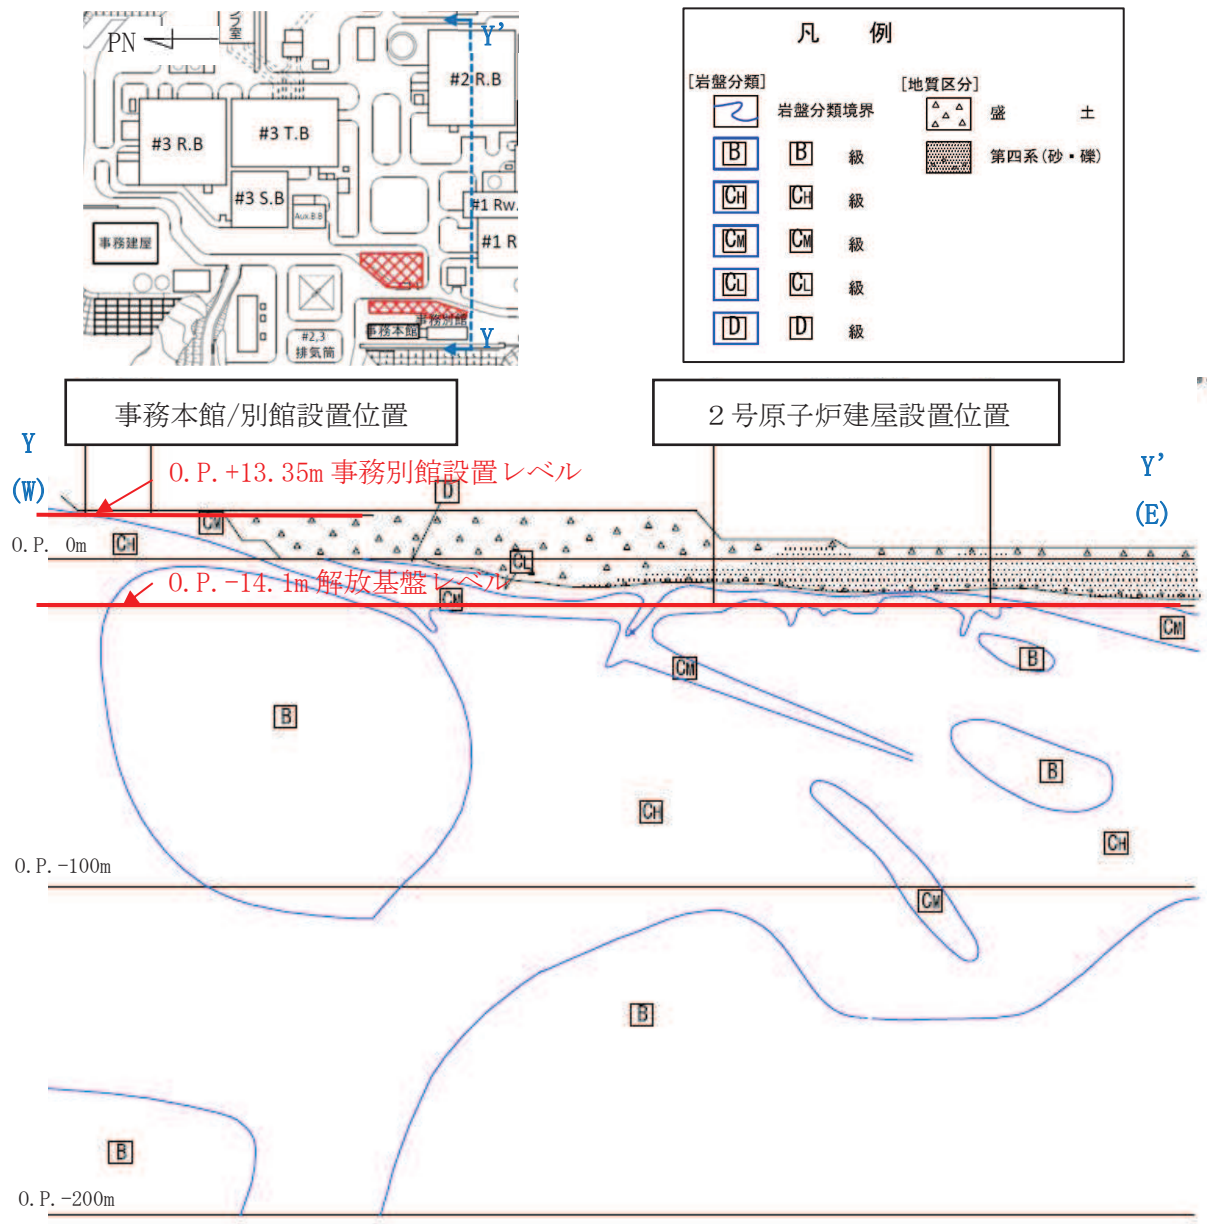 PN
プ
室
Y'
#2 R.B
#3 R.B
#3 T.B
#3 S.B
Aux.B.B
#1 Rw.
#1 R
事務建屋
事務別館
事務本館
Y
#2,3
排気筒
凡 例
[岩盤分類]
[地質区分]
岩盤分類境界
盛 土
B B 級
第四系(砂・礫)
CH CH 級
CM CM 級
CL CL 級
D D 級
事務本館/別館設置位置
2号原子炉建屋設置位置
Y
(W)
Y'
(E)
O.P.+13.35m 事務別館設置レベル
D
CM
O.P. 0m
CH
CL
O.P.-14.1m 解放基盤レベル
CM
CM
B
CM
B
B
CH
CH
O.P.-100m
CM
B
B
O.P.-200m